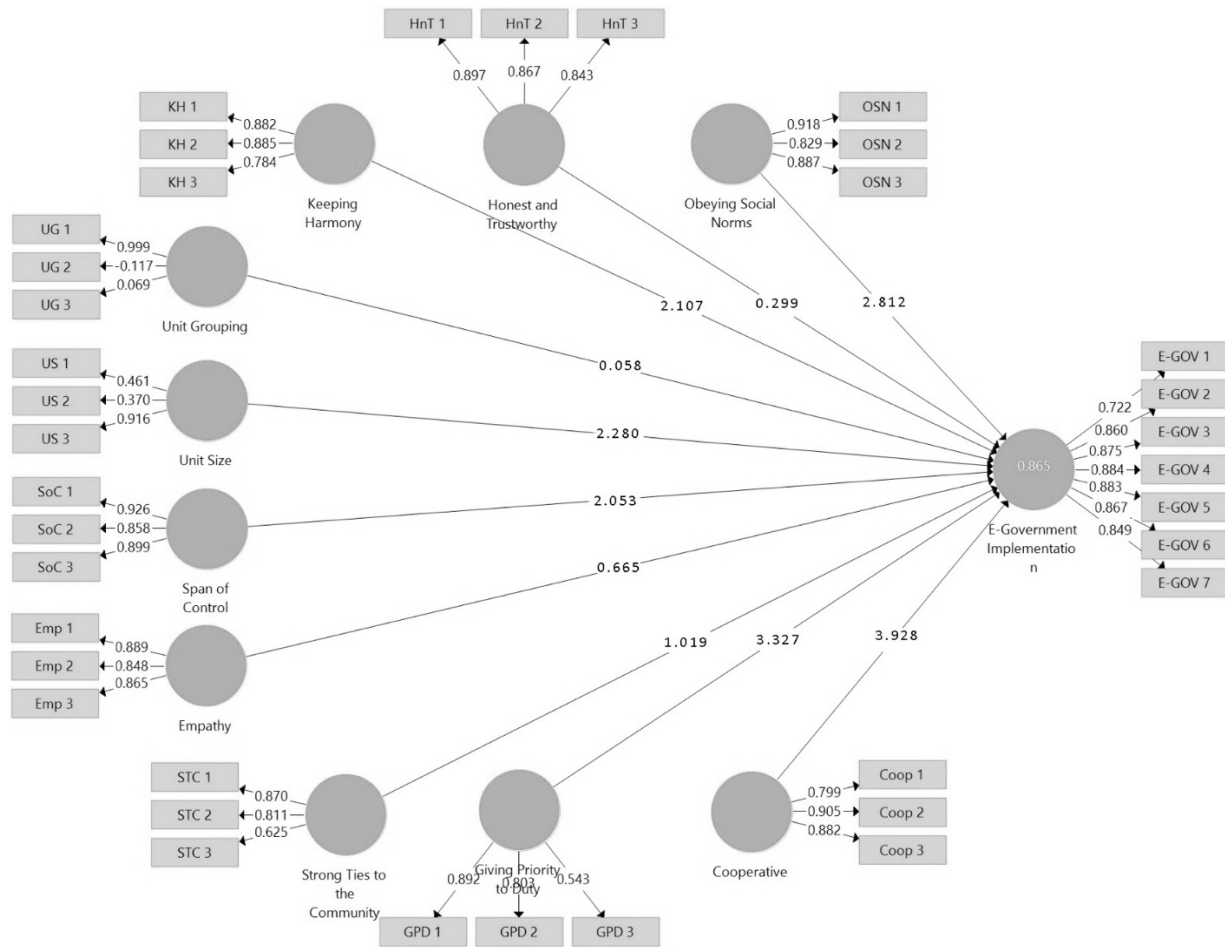 HnT 1
HnT 2
HnT 3
0.897
0.867
0.843
KH 1
KH 2
KH 3
0.882
0.885
0.784
Keeping
Harmony
Honest and
Trustworthy
OSN 1
OSN 2
OSN 3
0.918
0.829
0.887
Obeying Social
Norms
UG 1
UG 2
UG 3
0.999
-0.117
0.069
Unit Grouping
2.107
0.299
2.812
0.058
US 1
US 2
US 3
0.461
0.370
0.916
Unit Size
2.280
SoC 1
SoC 2
SoC 3
0.926
0.858
0.899
Span of
Control
2.053
0.865
E-Government
Implementatio
n
E-GOV 1
E-GOV 2
E-GOV 3
E-GOV 4
E-GOV 5
E-GOV 6
E-GOV 7
0.722
0.860
0.875
0.884
0.883
0.867
0.849
Emp 1
Emp 2
Emp 3
0.889
0.848
0.865
Empathy
0.665
1.019
3.327
3.928
STC 1
STC 2
STC 3
0.870
0.811
0.625
Strong Ties to
the
Community
Giving Priority
to Duty
0.892
0.803
0.543
GPD 1
GPD 2
GPD 3
Cooperative
Coop 1
Coop 2
Coop 3
0.799
0.905
0.882